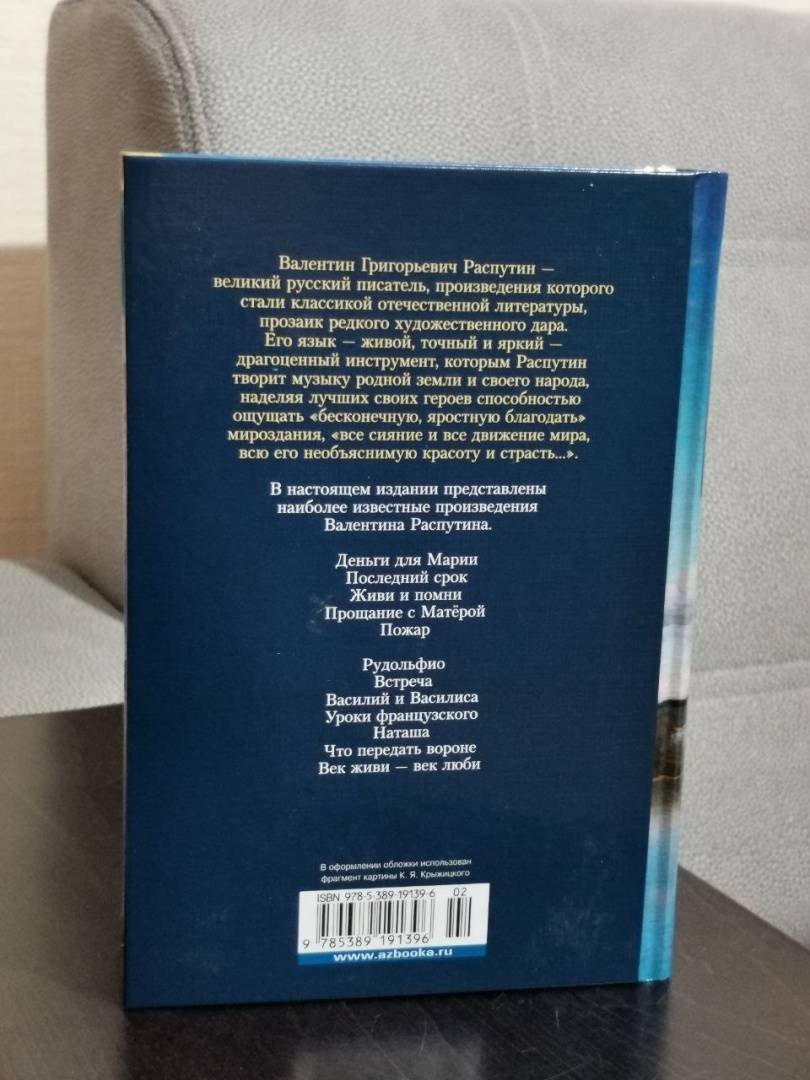 Валентин Григорьевич Распутин —
великий русский писатель, произведения которого
стали классикой отечественной литературы,
прозаик редкого художественного дара.
Его язык — живой, точный и яркий —
драгоценный инструмент, которым Распутин
творит музыку родной земли и своего народа,
наделяя лучших своих героев способностью
ощущать «бесконечную, яростную благодать»
мироздания, «все сияние и все движение мира,
всю его необъяснимую красоту и страсть...».
В настоящем издании представлены
наиболее известные произведения
Валентина Распутина.
Деньги для Марии
Последний срок
Живи и помни
Прощание с Матёрой
Пожар
Рудольфио
Встреча
Василий и Василиса
Уроки французского
Наташа
Что передать вороне
Век живи — век люби
В оформлении обложки использован
фрагмент картины К. Я. Крыжицкого
ISBN 978-5-389-19139-6 02
9 785389 191396
www.azbooka.ru